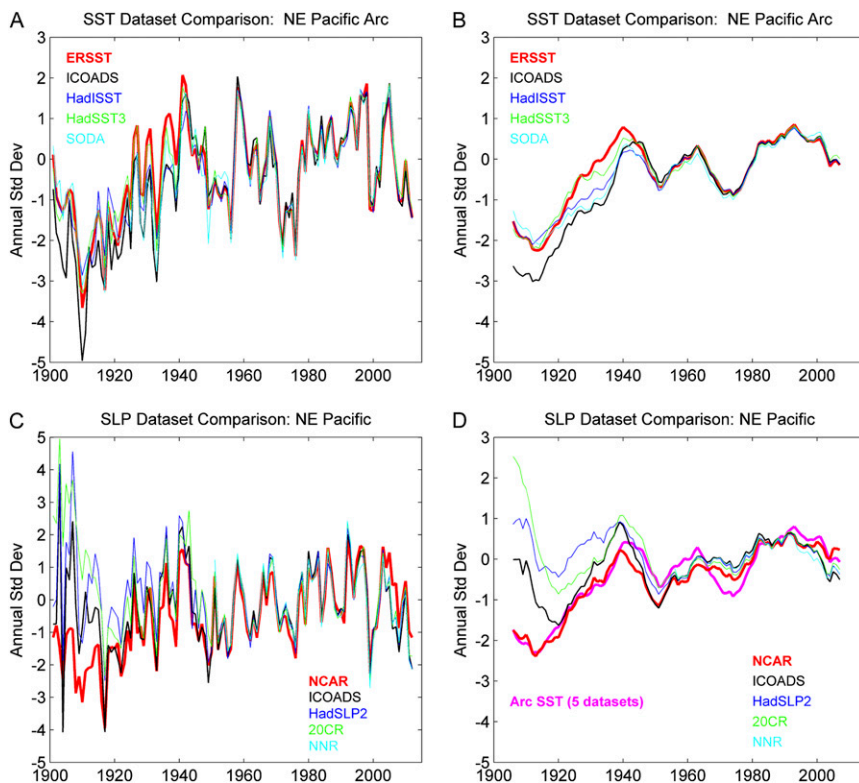 A
SST Dataset Comparison: NE Pacific Arc
3
2
1
0
-1
-2
-3
-4
-5
Annual Std Dev
ERSST
ICOADS
HadISST
HadSST3
SODA
1900 1920 1940 1960 1980 2000
B
SST Dataset Comparison: NE Pacific Arc
3
2
1
0
-1
-2
-3
-4
-5
Annual Std Dev
ERSST
ICOADS
HadISST
HadSST3
SODA
1900 1920 1940 1960 1980 2000
C
SLP Dataset Comparison: NE Pacific
5
4
3
2
1
0
-1
-2
-3
-4
-5
Annual Std Dev
NCAR
ICOADS
HadSLP2
20CR
NNR
1900 1920 1940 1960 1980 2000
D
SLP Dataset Comparison: NE Pacific
3
2
1
0
-1
-2
-3
-4
-5
Annual Std Dev
Arc SST (5 datasets)
NCAR
ICOADS
HadSLP2
20CR
NNR
1900 1920 1940 1960 1980 2000